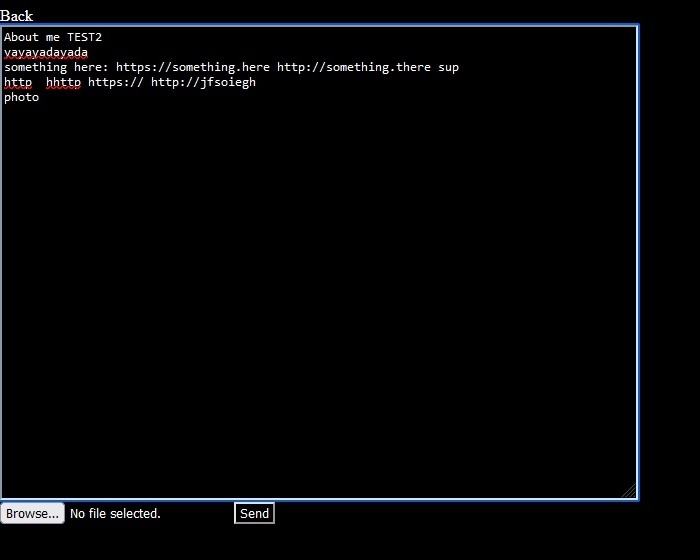 Back
About me TEST2
yayayadayada
something here: https://something.here http://something.there sup
http  hhttp https:// http://jfsoiegh
photo
Browse... No file selected. Send